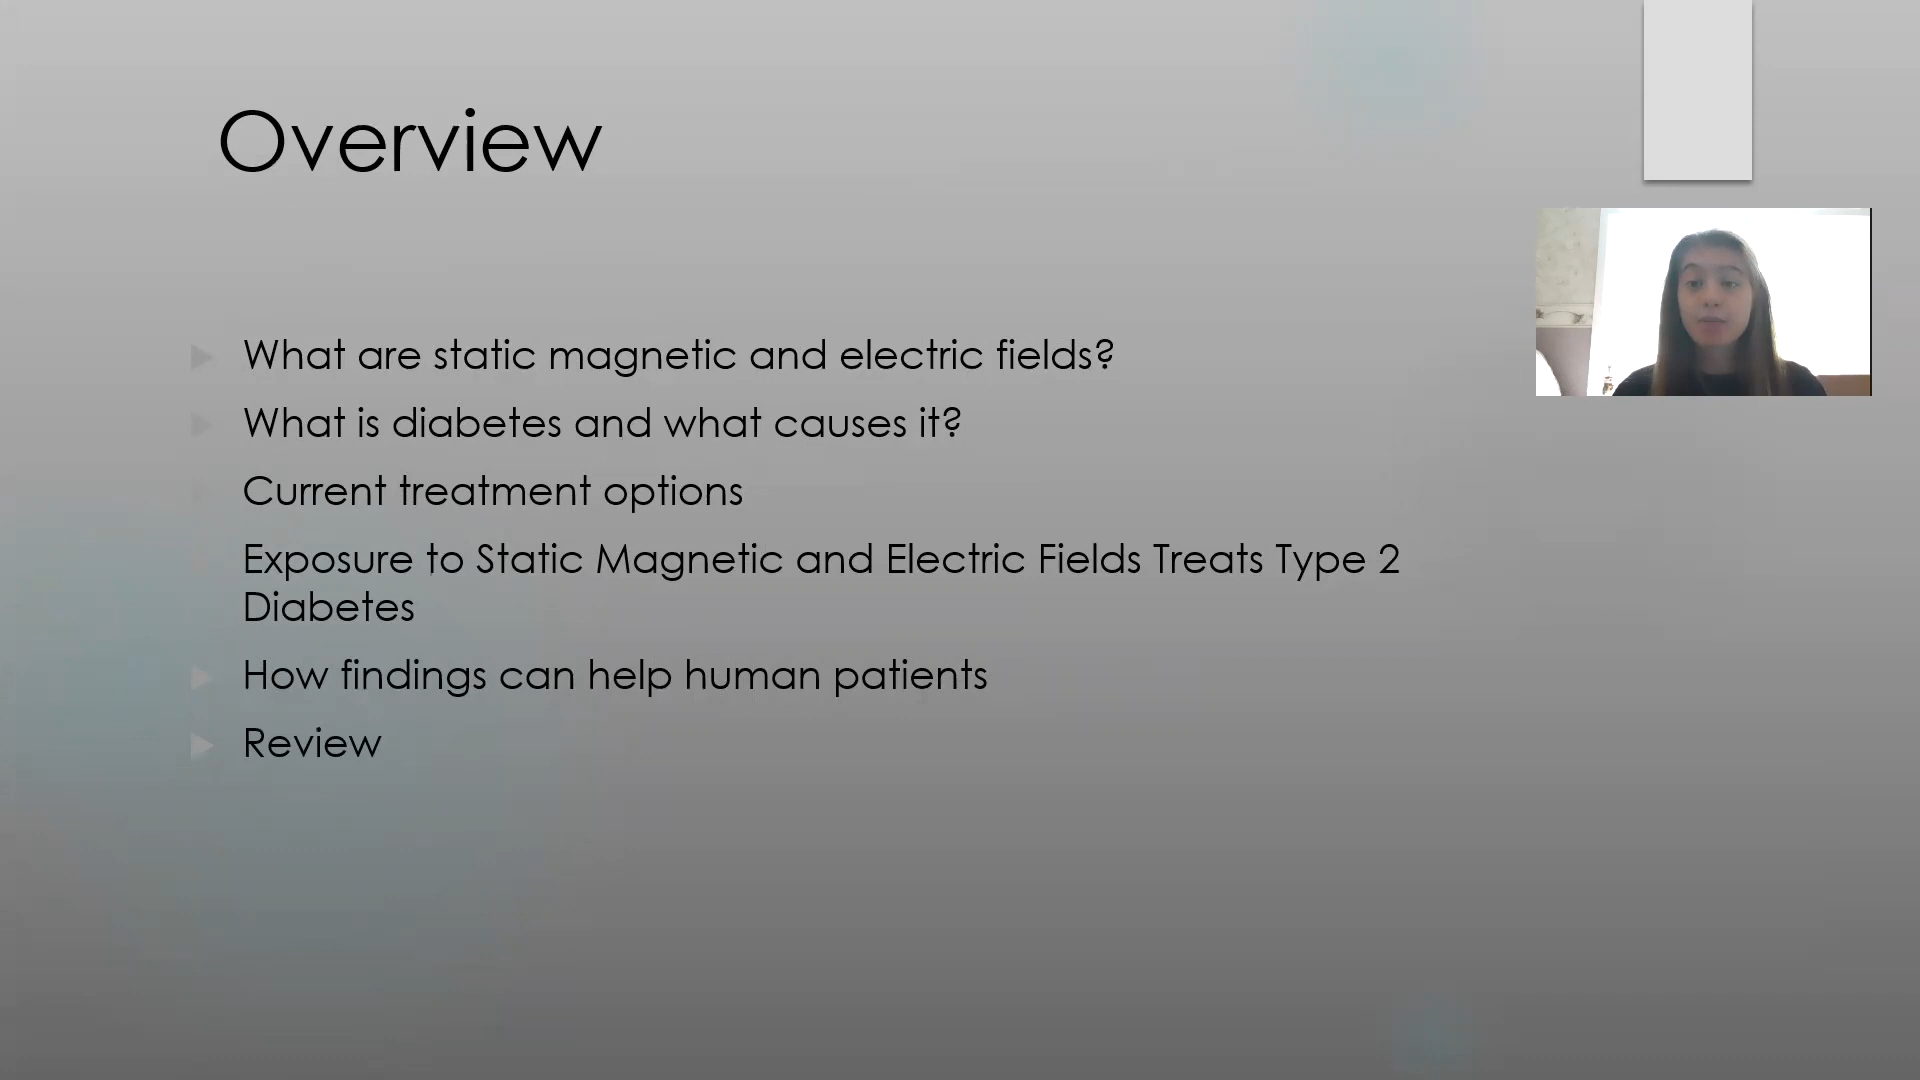 Overview
What are static magnetic and electric fields?
What is diabetes and what causes it?
Current treatment options
Exposure to Static Magnetic and Electric Fields Treats Type 2
Diabetes
How findings can help human patients
Review